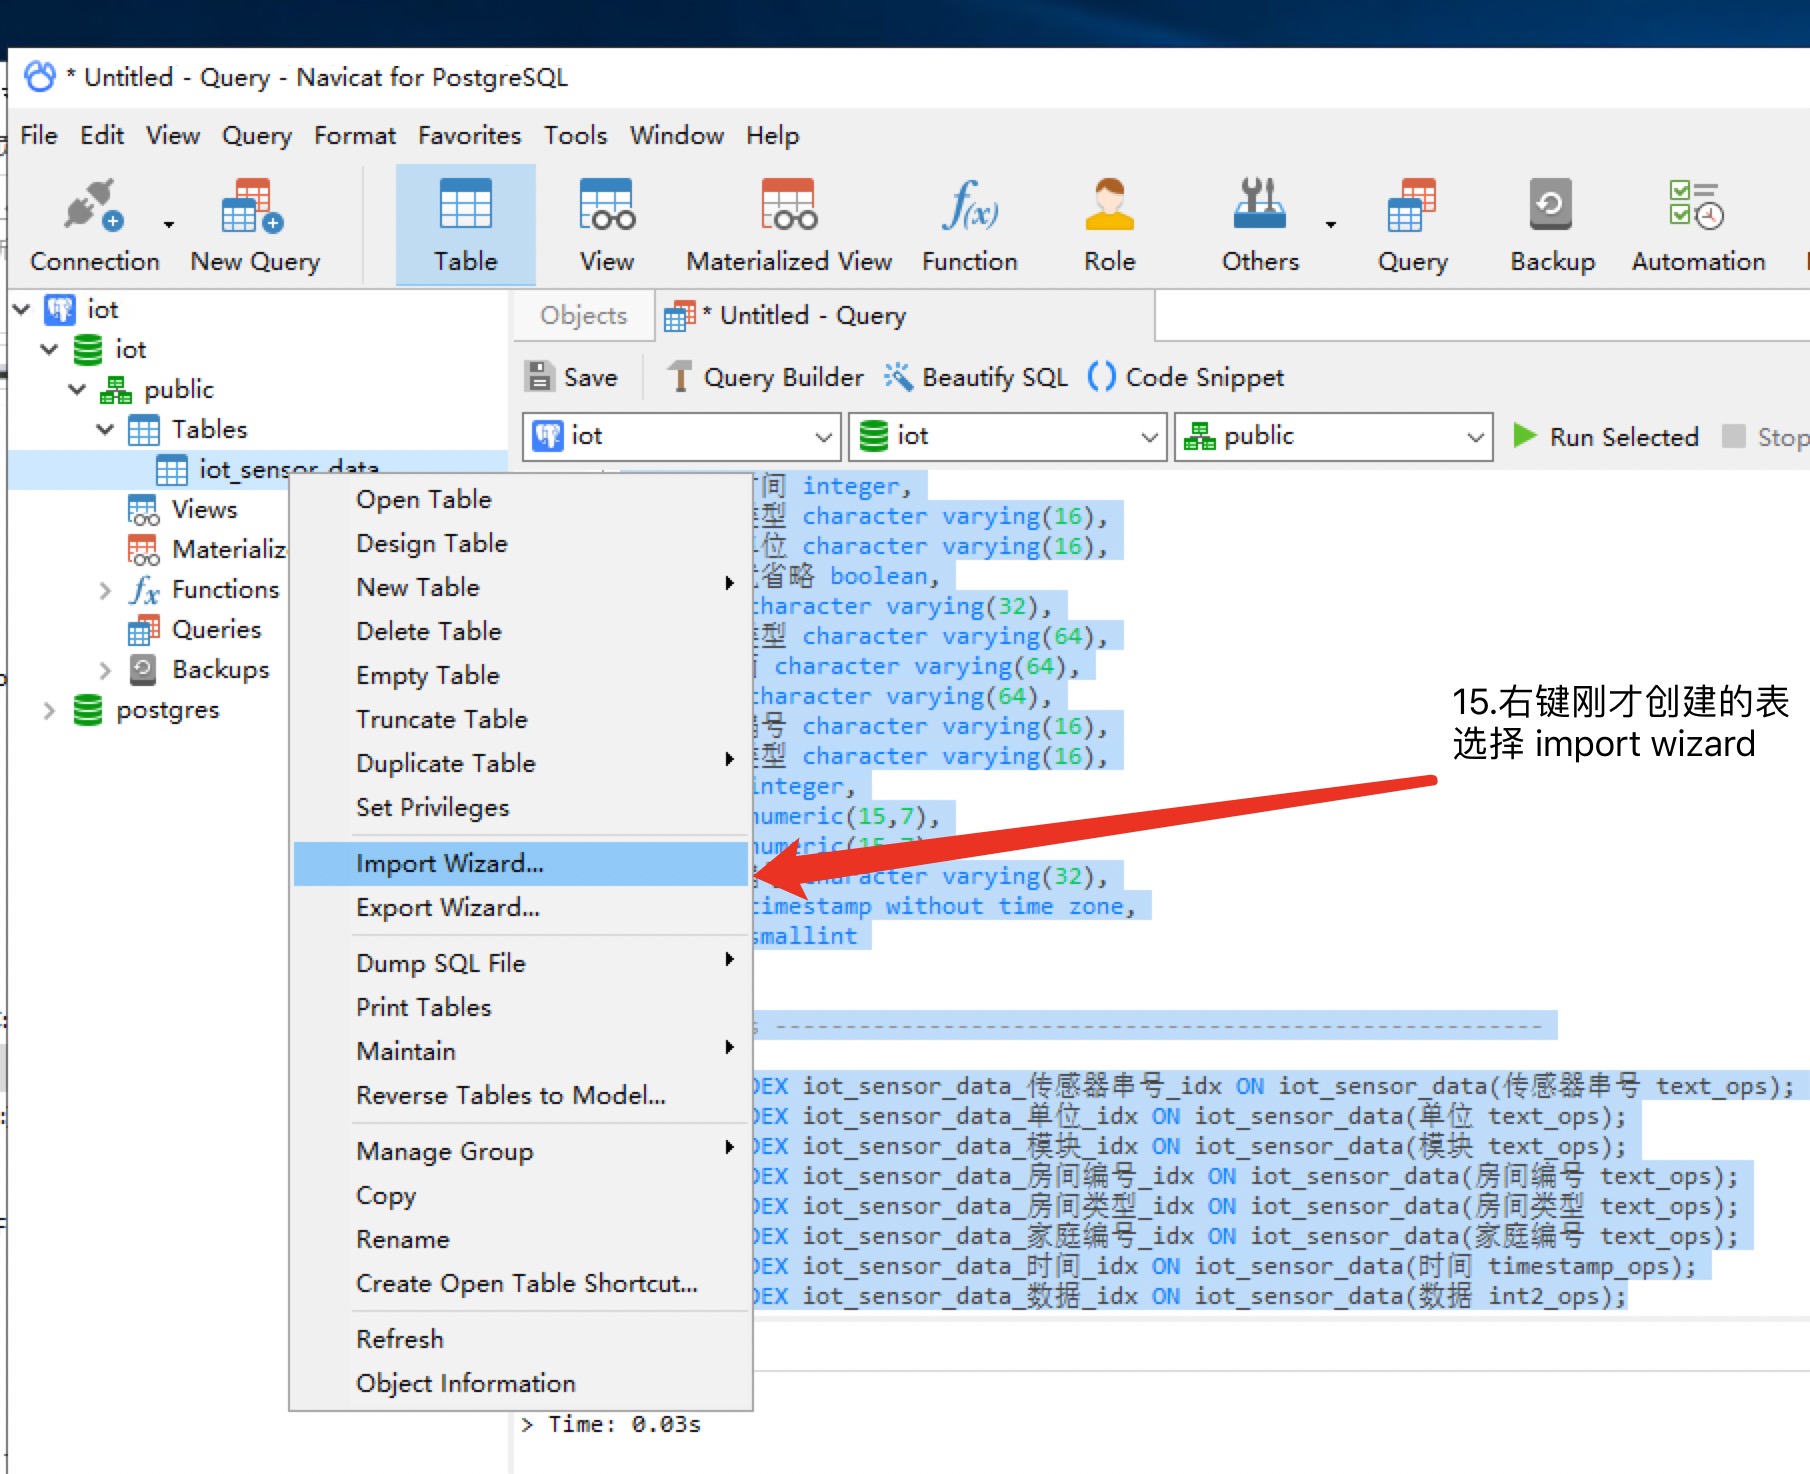 * Untitled - Query - Navicat for PostgreSQL
File Edit View Query Format Favorites Tools Window Help
Connection New Query Table View Materialized View Function Role Others Query Backup Automation
iot
iot
public
Tables
iot_sensor_data
Views
Functions
Queries
Backups
postgres
Objects * Untitled - Query
Save Query Builder Beautify SQL Code Snippet
iot iot public Run Selected Stop
Open Table
Design Table
New Table
Delete Table
Empty Table
Truncate Table
Duplicate Table
Set Privileges
Import Wizard...
Export Wizard...
Dump SQL File
Print Tables
Maintain
Reverse Tables to Model...
Manage Group
Copy
Rename
Create Open Table Shortcut...
Refresh
Object Information
间 integer,
型 character varying(16),
位 character varying(16),
省略 boolean,
character varying(32),
型 character varying(64),
character varying(64),
character varying(64),
号 character varying(16),
型 character varying(16),
integer,
numeric(15,7),
numeric(15,7)
character varying(32),
timestamp without time zone,
smallint
--------------------------------------------------------
DEX iot_sensor_data_传感器串号_idx ON iot_sensor_data(传感器串号 text_ops);
DEX iot_sensor_data_单位_idx ON iot_sensor_data(单位 text_ops);
DEX iot_sensor_data_模块_idx ON iot_sensor_data(模块 text_ops);
DEX iot_sensor_data_房间编号_idx ON iot_sensor_data(房间编号 text_ops);
DEX iot_sensor_data_房间类型_idx ON iot_sensor_data(房间类型 text_ops);
DEX iot_sensor_data_家庭编号_idx ON iot_sensor_data(家庭编号 text_ops);
DEX iot_sensor_data_时间_idx ON iot_sensor_data(时间 timestamp_ops);
DEX iot_sensor_data_数据_idx ON iot_sensor_data(数据 int2_ops);
> Time: 0.03s
15.右键刚才创建的表
选择 import wizard